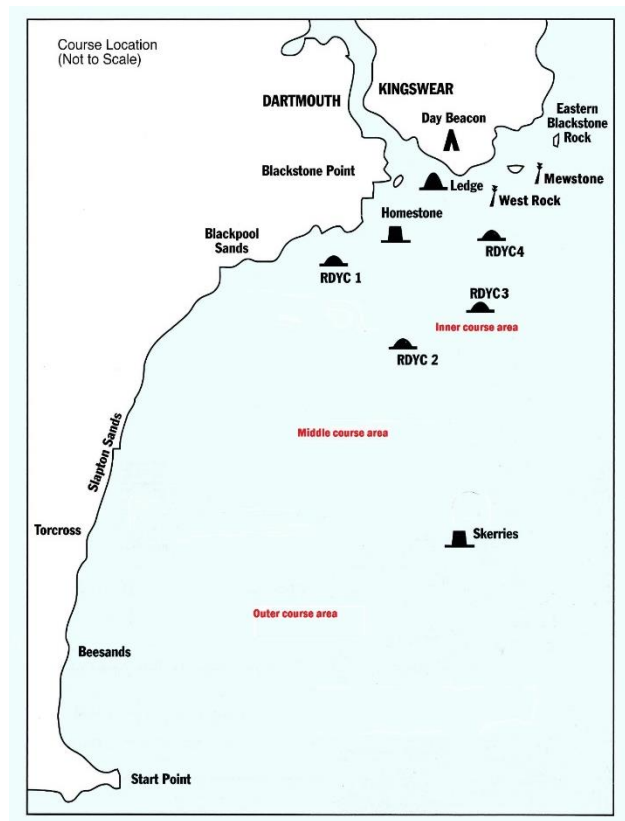 Course Location
(Not to Scale)
KINGSWEAR
DARTMOUTH
Day Beacon
Eastern
Blackstone
Rock
Blackstone Point
Ledge
Mewstone
West Rock
Homestone
Blackpool
Sands
RDYC4
RDYC 1
RDYC3
Inner course area
RDYC 2
Middle course area
Slapton Sands
Torcross
Skerries
Outer course area
Beesands
Start Point